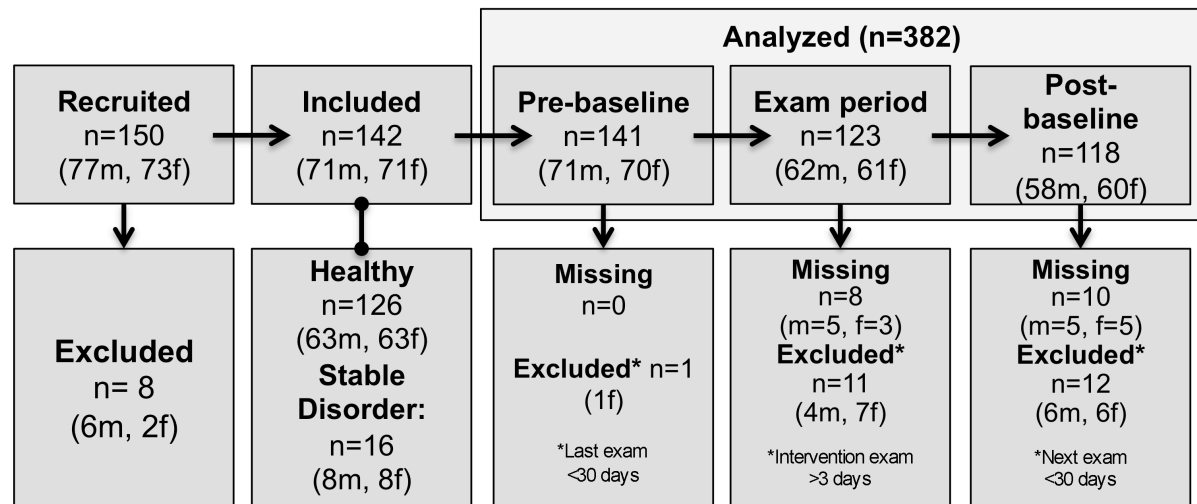 Analyzed (n=382)
Recruited
n=150
(77m, 73f)
Included
n=142
(71m, 71f)
Pre-baseline
n=141
(71m, 70f)
Exam period
n=123
(62m, 61f)
Post-
baseline
n=118
(58m, 60f)
Excluded
n= 8
(6m, 2f)
Healthy
n=126
(63m, 63f)
Stable
Disorder:
n=16
(8m, 8f)
Missing
n=0
Excluded* n=1
(1f)
*Last exam
<30 days
Missing
n=8
(m=5, f=3)
Excluded*
n=11
(4m, 7f)
*Intervention exam
>3 days
Missing
n=10
(m=5, f=5)
Excluded*
n=12
(6m, 6f)
*Next exam
<30 days